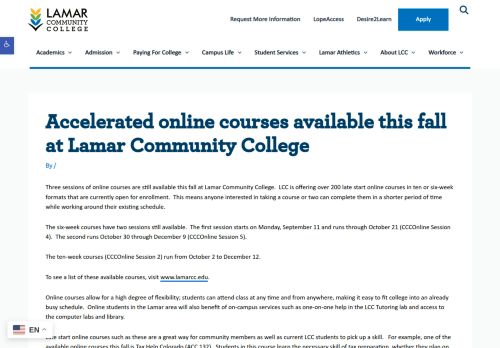 LAMAR
COMMUNITY
COLLEGE
Request More Information LopeAccess Desire2Learn Apply
Academics Admission Paying For College Campus Life Student Services Lamar Athletics About LCC Workforce
Accelerated online courses available this fall
at Lamar Community College
By /
Three sessions of online courses are still available this fall at Lamar Community College. LCC is offering over 200 late start online courses in ten or six-week
formats that are currently open for enrollment. This means anyone interested in taking a course or two can complete them in a shorter period of time
while working around their existing schedule.
The six-week courses have two sessions still available. The first session starts on Monday, September 11 and runs through October 21 (CCCOnline Session
4). The second runs October 30 through December 9 (CCCOnline Session 5).
The ten-week courses (CCCOnline Session 2) run from October 2 to December 12.
To see a list of these available courses, visit www.lamarcc.edu.
Online courses allow for a high degree of flexibility; students can attend class at any time and from anywhere, making it easy to fit college into an already
busy schedule. Online students in the Lamar area will also benefit of on-campus services such as one-on-one help in the LCC Tutoring lab and access to
the computer labs and library.
EN
start online courses such as these are a great way for community members as well as current LCC students to pick up a skill. For example, one of the
available online courses this fall is Tax Help Colorado (ACC 132). Students in this course learn the necessary skill of tax preparation, whether they plan on